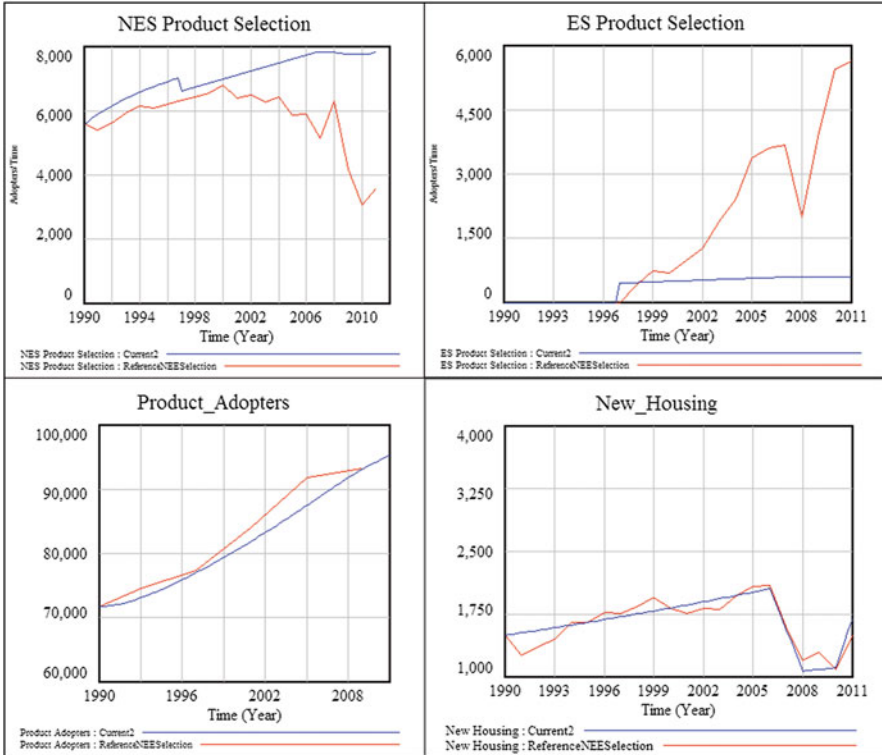 NES Product Selection
8,000
6,000
4,000
2,000
0
Adopters/Time
1990 1994 1998 2002 2006 2010
Time (Year)
NES Product Selection : Current2
NES Product Selection : ReferenceNEESelection
ES Product Selection
6,000
4,500
3,000
1,500
0
Adopters/Time
1990 1993 1996 1999 2002 2005 2008 2011
Time (Year)
ES Product Selection : Current2
ES Product Selection : ReferenceNEESelection
Product_Adopters
100,000
90,000
80,000
70,000
60,000
1990 1996 2002 2008
Time (Year)
Product Adopters : Current2
Product Adopters : ReferenceNEESelection
New_Housing
4,000
3,250
2,500
1,750
1,000
1990 1993 1996 1999 2002 2005 2008 2011
Time (Year)
New Housing : Current2
New Housing : ReferenceNEESelection